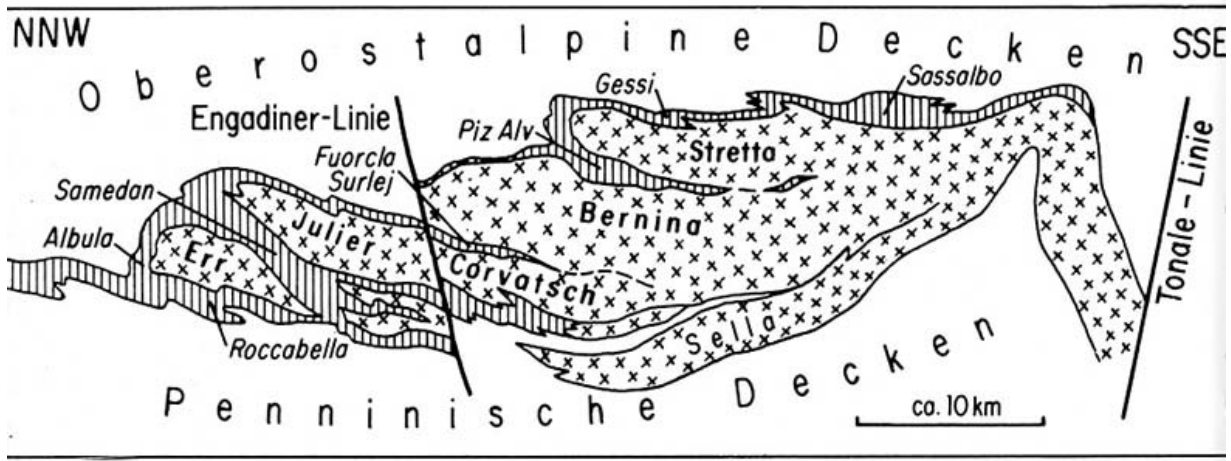 NNW
SSE
Oberostalpine Decken
Gessi
Sassalbo
Engadiner-Linie
Piz Alv
Fuorcla
Surlej
Stretta
Samedan
Bernina
Albula
Julier
Err
Corvatsch
Tonale-Linie
Roccabella
Sella
Penninische Decken
ca. 10 km